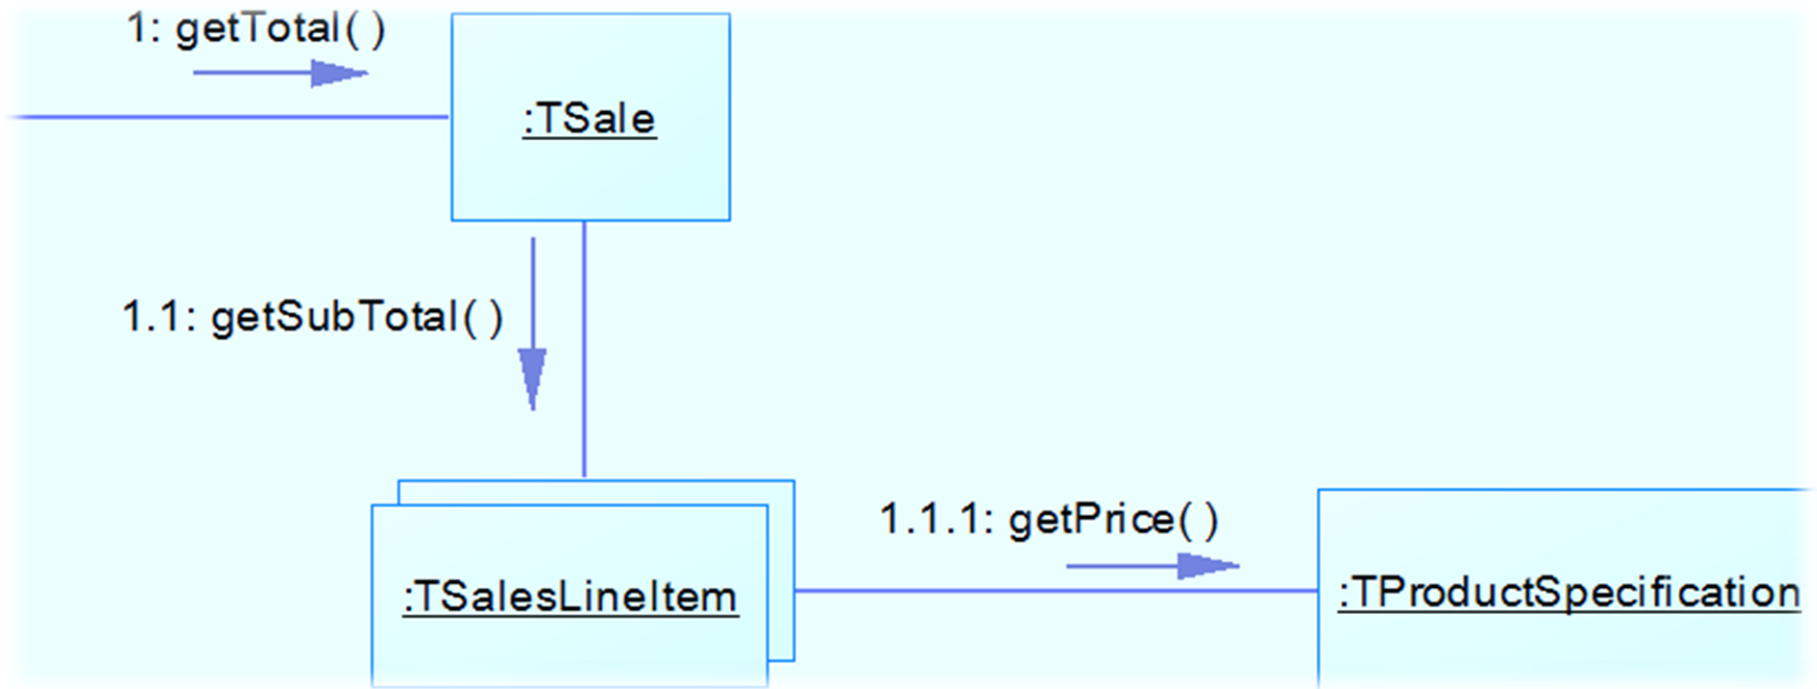 1: getTotal( )
:TSale
1.1: getSubTotal( )
1.1.1: getPrice( )
:TSalesLineItem
:TProductSpecification